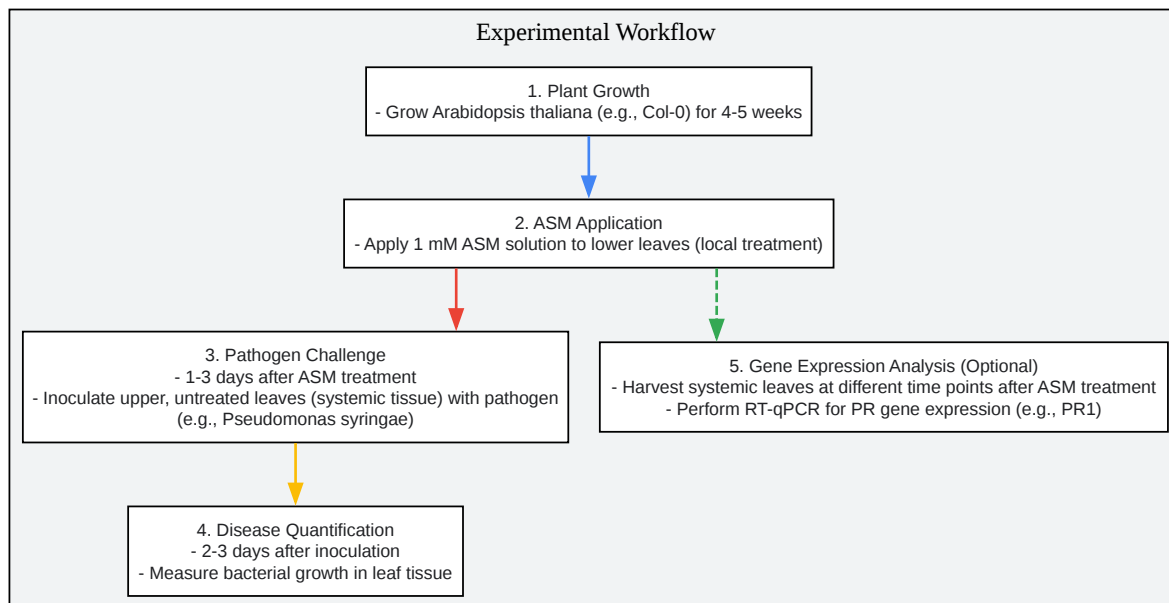 Experimental Workflow
1. Plant Growth
- Grow Arabidopsis thaliana (e.g., Col-0) for 4-5 weeks
2. ASM Application
- Apply 1 mM ASM solution to lower leaves (local treatment)
3. Pathogen Challenge
- 1-3 days after ASM treatment
- Inoculate upper, untreated leaves (systemic tissue) with pathogen
(e.g., Pseudomonas syringae)
5. Gene Expression Analysis (Optional)
- Harvest systemic leaves at different time points after ASM treatment
- Perform RT-qPCR for PR gene expression (e.g., PR1)
4. Disease Quantification
- 2-3 days after inoculation
- Measure bacterial growth in leaf tissue